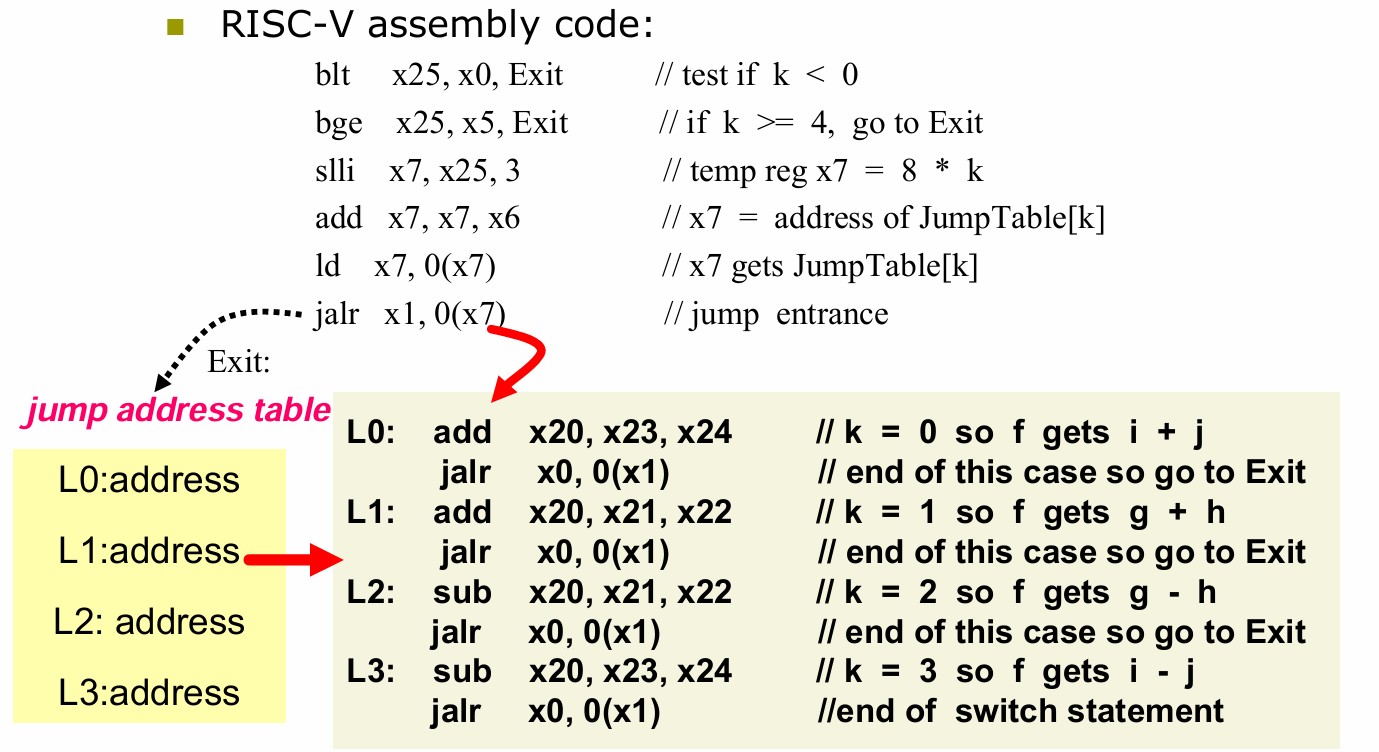 RISC-V assembly code:
blt x25, x0, Exit // test if k < 0
bge x25, x5, Exit // if k >= 4, go to Exit
slli x7, x25, 3 // temp reg x7 = 8 * k
add x7, x7, x6 // x7 = address of JumpTable[k]
ld x7, 0(x7) // x7 gets JumpTable[k]
jalr x1, 0(x7) // jump entrance
Exit:
jump address table
L0:address
L1:address
L2: address
L3:address
L0: add x20, x23, x24 // k = 0 so f gets i + j
jalr x0, 0(x1) // end of this case so go to Exit
L1: add x20, x21, x22 // k = 1 so f gets g + h
jalr x0, 0(x1) // end of this case so go to Exit
L2: sub x20, x21, x22 // k = 2 so f gets g - h
jalr x0, 0(x1) // end of this case so go to Exit
L3: sub x20, x23, x24 // k = 3 so f gets i - j
jalr x0, 0(x1) //end of switch statement